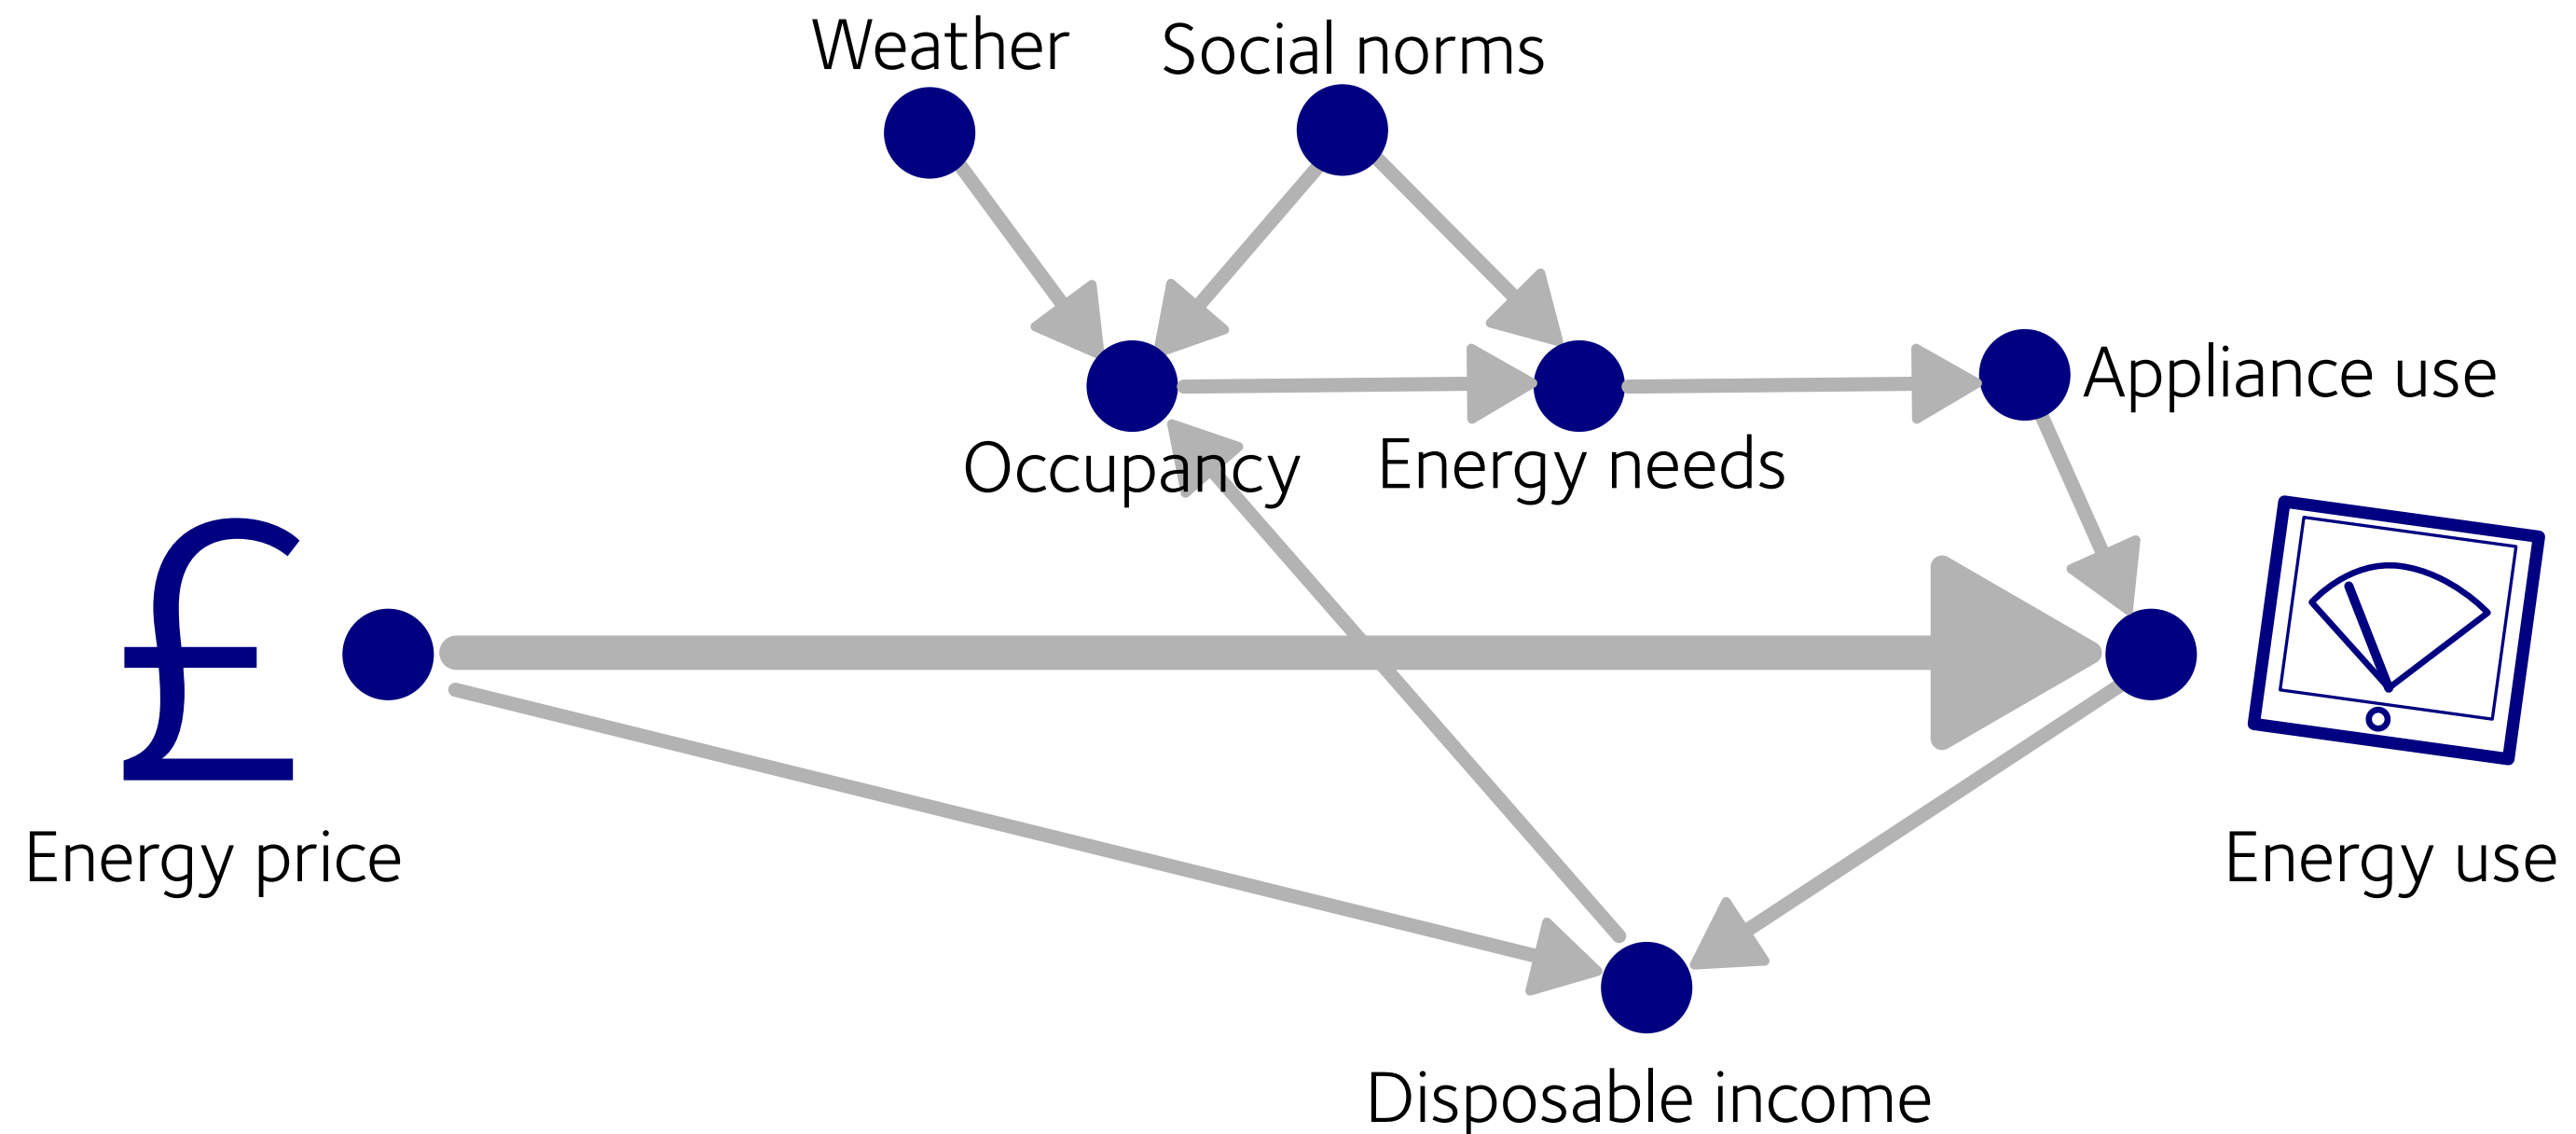 Weather
Social norms
Appliance use
Occupancy
Energy needs
£
Energy price
Energy use
Disposable income